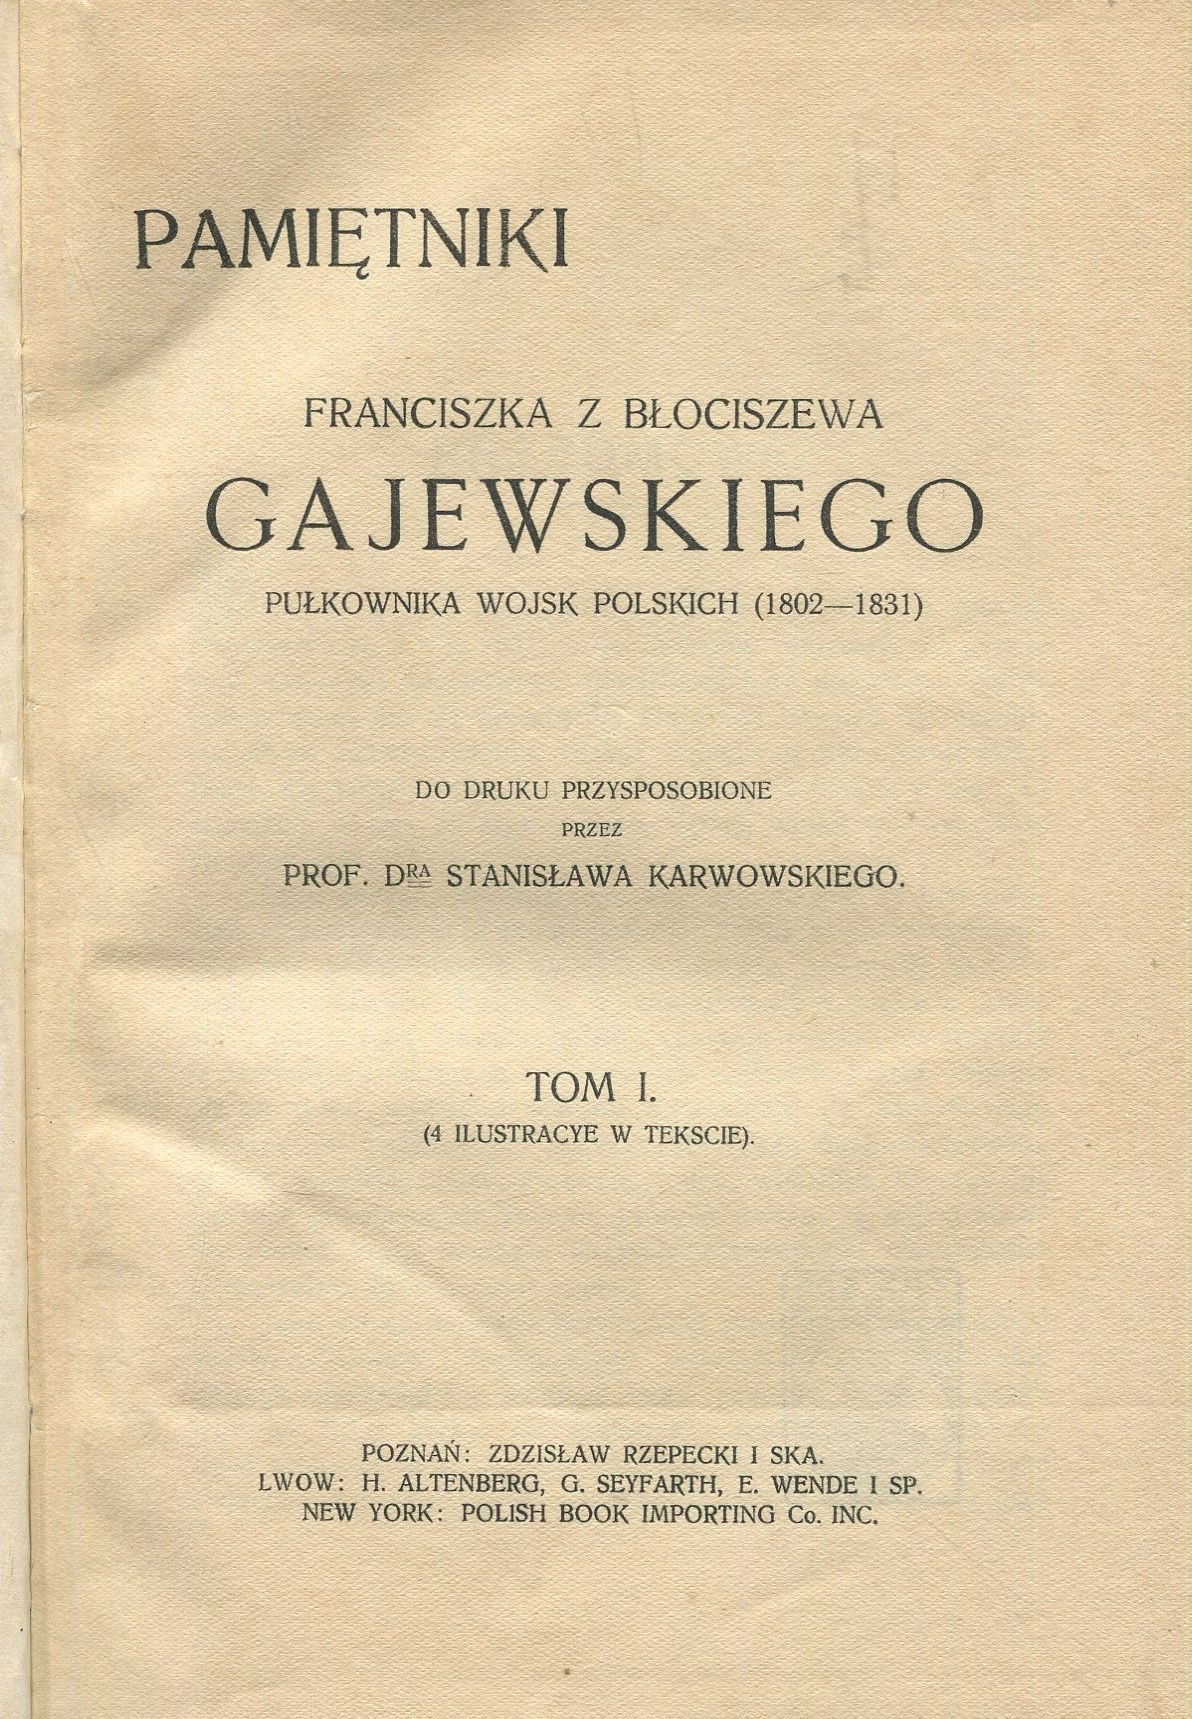 PAMIĘTNIKI
FRANCISZKA Z BŁOCISZEWA
GAJEWSKIEGO
PUŁKOWNIKA WOJSK POLSKICH (1802—1831)
DO DRUKU PRZYSPOSOBIONE
PRZEZ
PROF. DRA STANISŁAWA KARWOWSKIEGO.
TOM I.
(4 ILUSTRACYE W TEKSCIE).
POZNAŃ: ZDZISŁAW RZEPECKI I SKA.
LWOW: H. ALTENBERG, G. SEYFARTH, E. WENDE I SP.
NEW YORK: POLISH BOOK IMPORTING Co. INC.